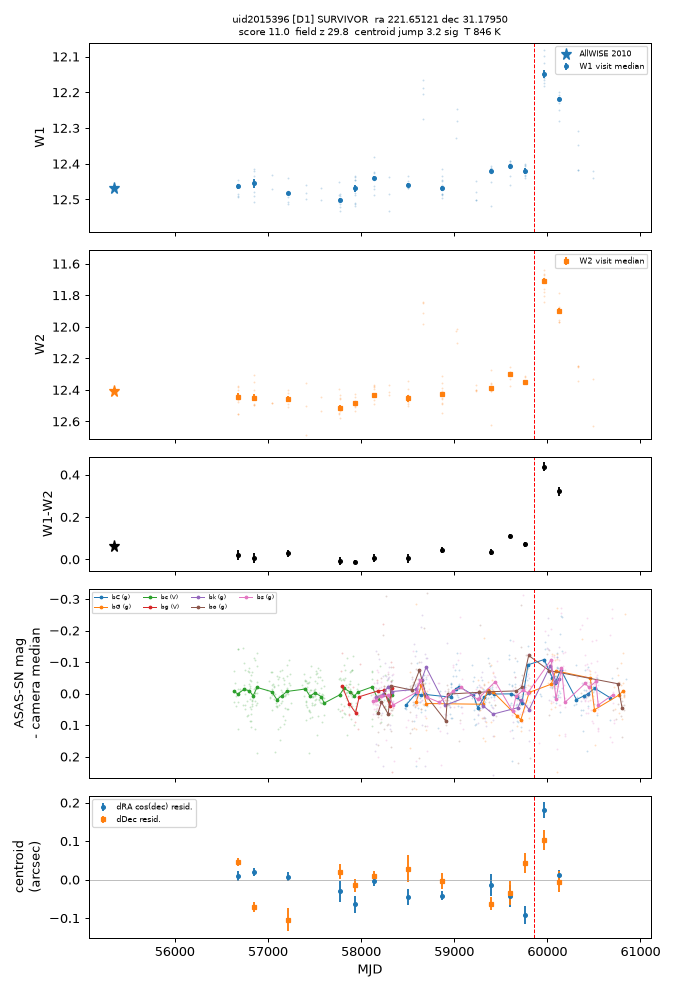 uid2015396 [D1] SURVIVOR  ra 221.65121 dec 31.17950
score 11.0  field z 29.8  centroid jump 3.2 sig  T 846 K
12.1
12.2
12.3
12.4
12.5
W1
AllWISE 2010
W1 visit median
11.6
11.8
12.0
12.2
12.4
12.6
W2
W2 visit median
0.4
0.2
0.0
W1-W2
−0.3
−0.2
−0.1
0.0
0.1
0.2
ASAS-SN mag
- camera median
bC (g)
bG (g)
bc (V)
bg (V)
bk (g)
bo (g)
bs (g)
0.2
0.1
0.0
−0.1
centroid
(arcsec)
dRA cos(dec) resid.
dDec resid.
56000
57000
58000
59000
60000
61000
MJD